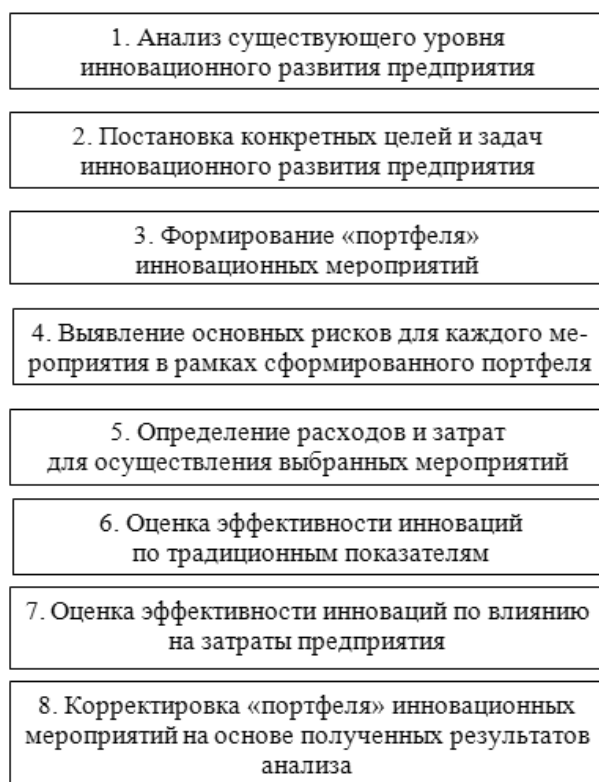 1. Анализ существующего уровня
инновационного развития предприятия
2. Постановка конкретных целей и задач
инновационного развития предприятия
3. Формирование «портфеля»
инновационных мероприятий
4. Выявление основных рисков для каждого ме-
роприятия в рамках сформированного портфеля
5. Определение расходов и затрат
для осуществления выбранных мероприятий
6. Оценка эффективности инноваций
по традиционным показателям
7. Оценка эффективности инноваций по влиянию
на затраты предприятия
8. Корректировка «портфеля» инновационных
мероприятий на основе полученных результатов
анализа